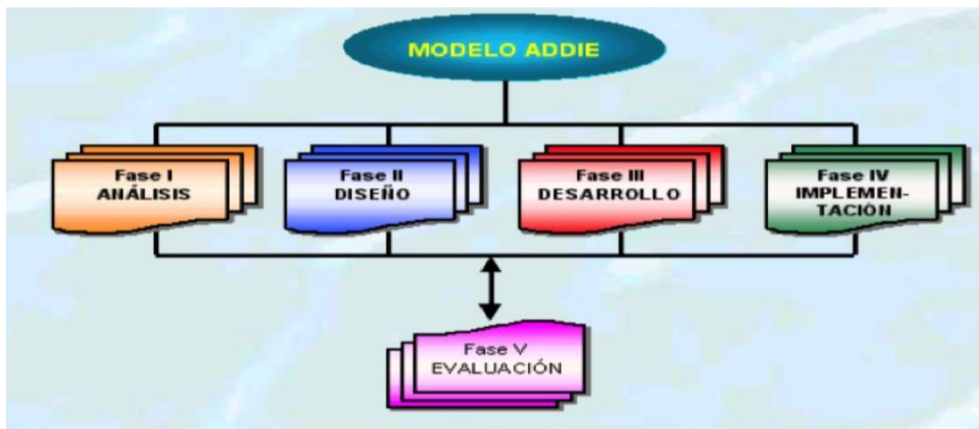 MODELO ADDIE
Fase I
ANÁLISIS
Fase II
DISEÑO
Fase III
DESARROLLO
Fase IV
IMPLEMEN-
TACIÓN
Fase V
EVALUACIÓN